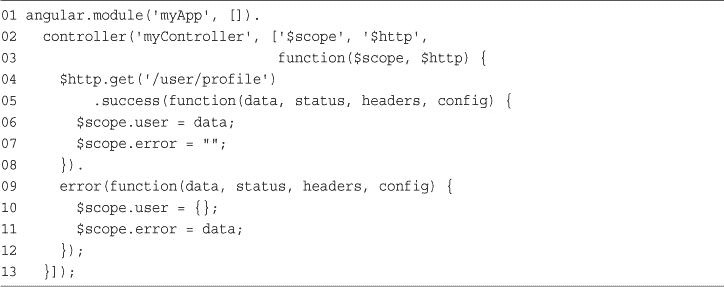 01 angular.module('myApp', []).
02   controller('myController', ['$scope', '$http',
03                               function($scope, $http) {
04     $http.get('/user/profile')
05         .success(function(data, status, headers, config) {
06       $scope.user = data;
07       $scope.error = "";
08     }).
09     error(function(data, status, headers, config) {
10       $scope.user = {};
11       $scope.error = data;
12     });
13   }]);